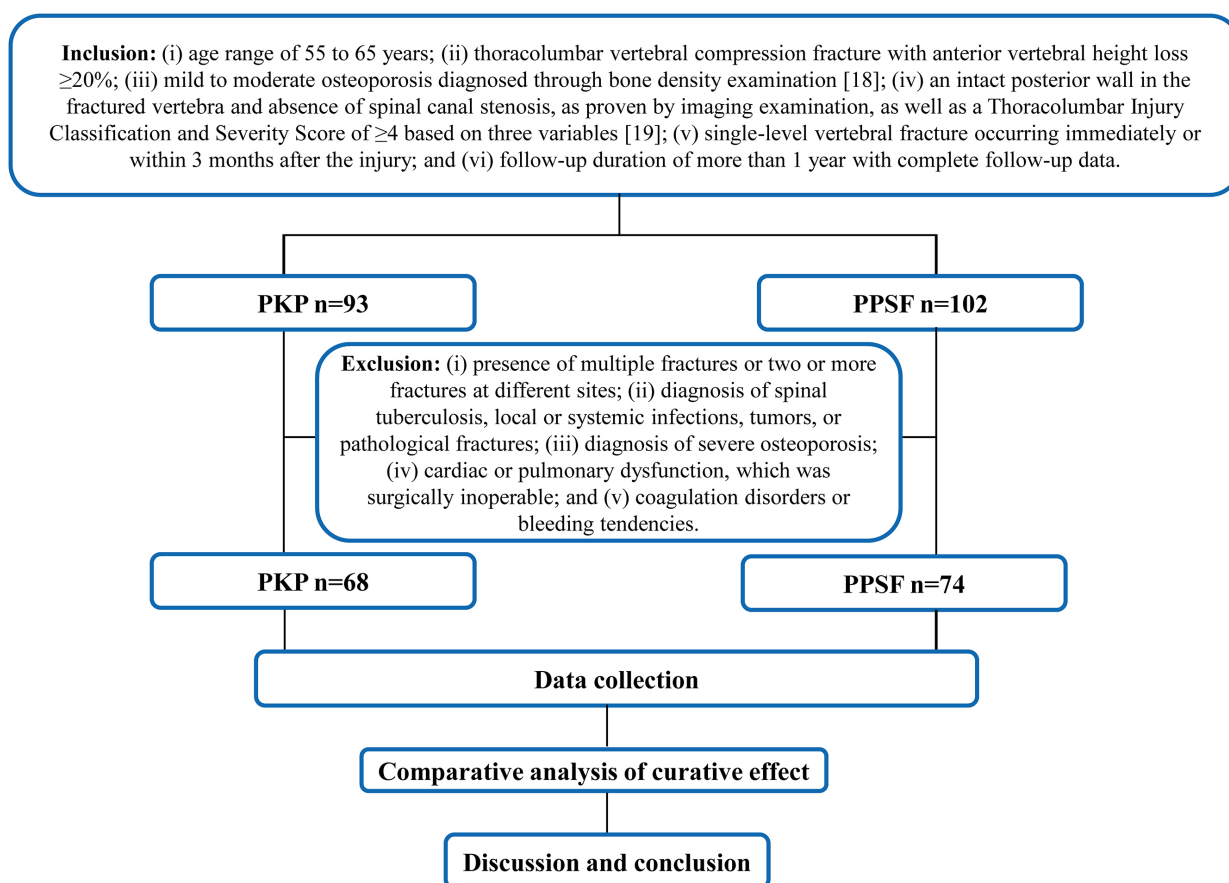 Inclusion: (i) age range of 55 to 65 years; (ii) thoracolumbar vertebral compression fracture with anterior vertebral height loss
≥20%; (iii) mild to moderate osteoporosis diagnosed through bone density examination [18]; (iv) an intact posterior wall in the
fractured vertebra and absence of spinal canal stenosis, as proven by imaging examination, as well as a Thoracolumbar Injury
Classification and Severity Score of ≥4 based on three variables [19]; (v) single-level vertebral fracture occurring immediately or
within 3 months after the injury; and (vi) follow-up duration of more than 1 year with complete follow-up data.
PKP n=93
PPSF n=102
Exclusion: (i) presence of multiple fractures or two or more
fractures at different sites; (ii) diagnosis of spinal
tuberculosis, local or systemic infections, tumors, or
pathological fractures; (iii) diagnosis of severe osteoporosis;
(iv) cardiac or pulmonary dysfunction, which was
surgically inoperable; and (v) coagulation disorders or
bleeding tendencies.
PKP n=68
PPSF n=74
Data collection
Comparative analysis of curative effect
Discussion and conclusion